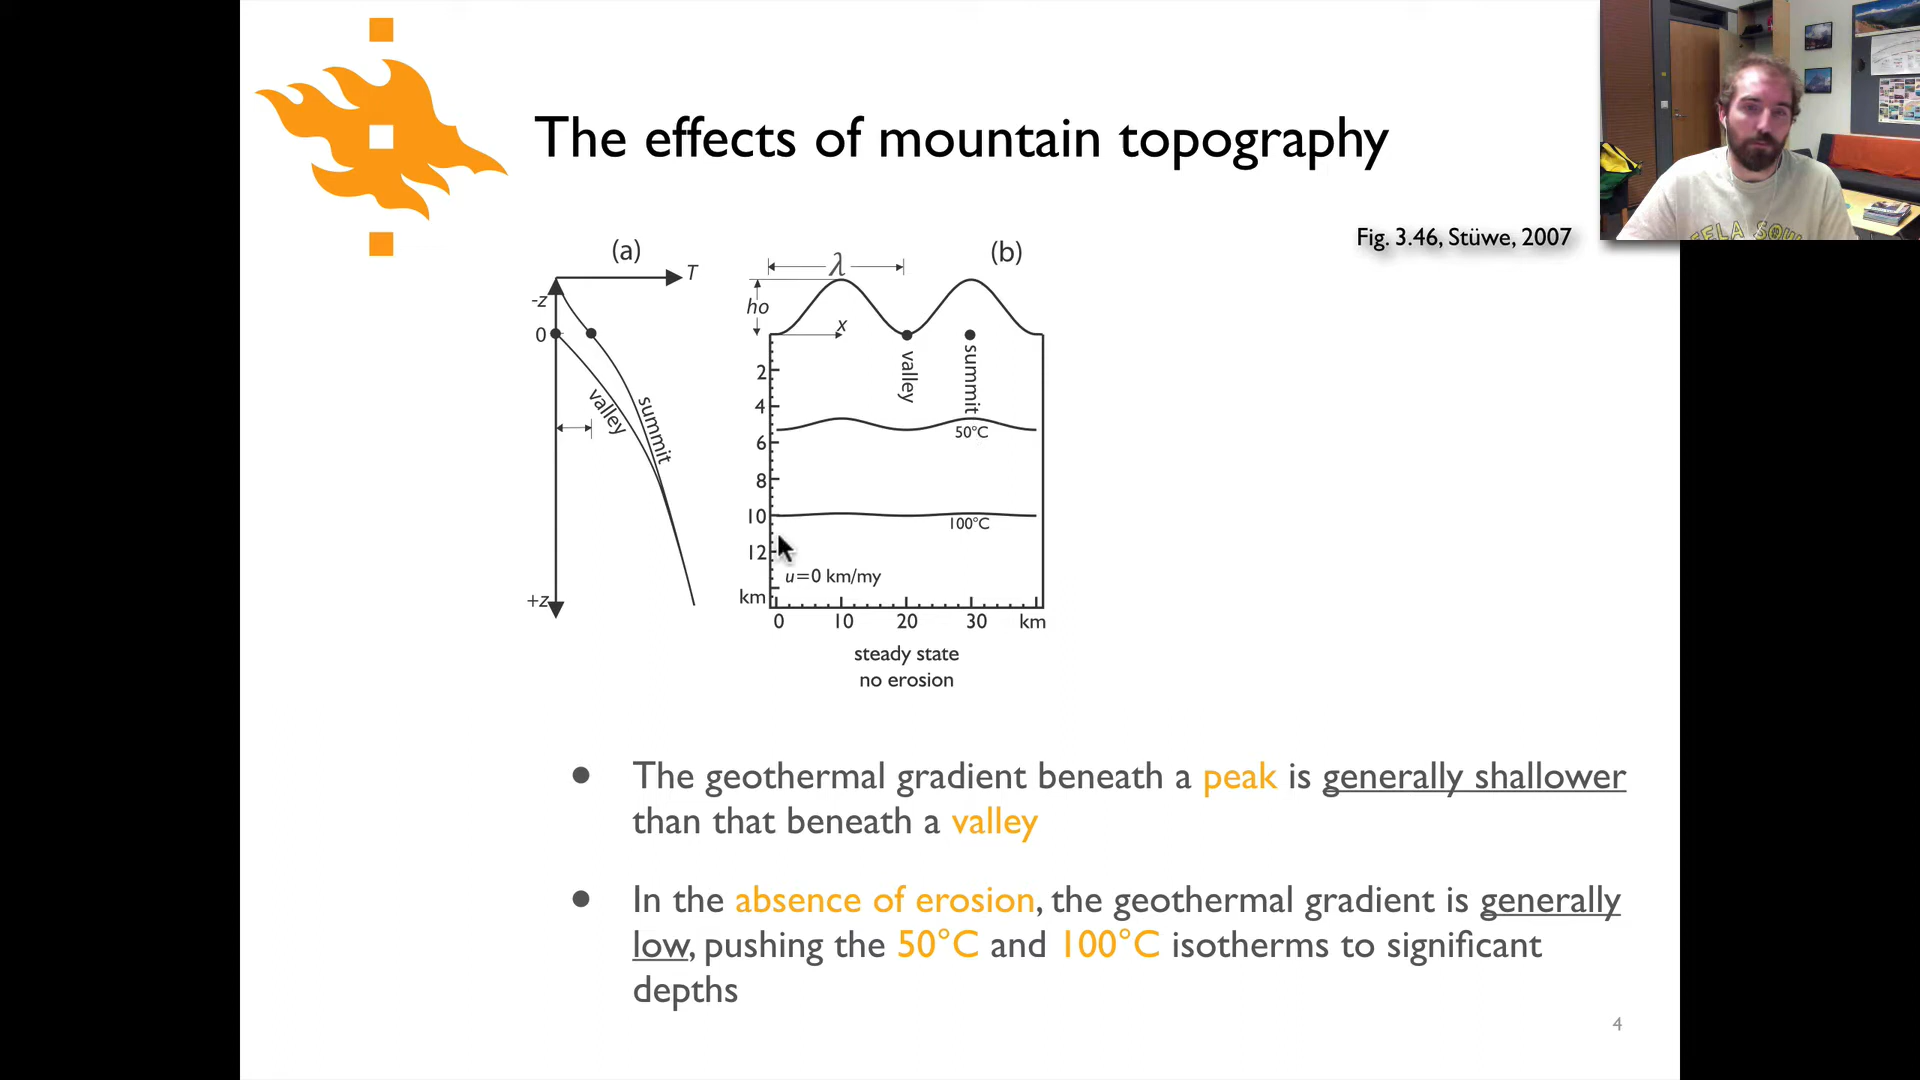 The effects of mountain topography
Fig. 3.46, Stüwe, 2007
(a)
T
-z
0
valley
summit
+z
(b)
λ
ho
x
valley
summit
2
4
50°C
6
8
10
100°C
12
u=0 km/my
km
0 10 20 30 km
steady state
no erosion
• The geothermal gradient beneath a peak is generally shallower
than that beneath a valley
• In the absence of erosion, the geothermal gradient is generally
low, pushing the 50°C and 100°C isotherms to significant
depths
4